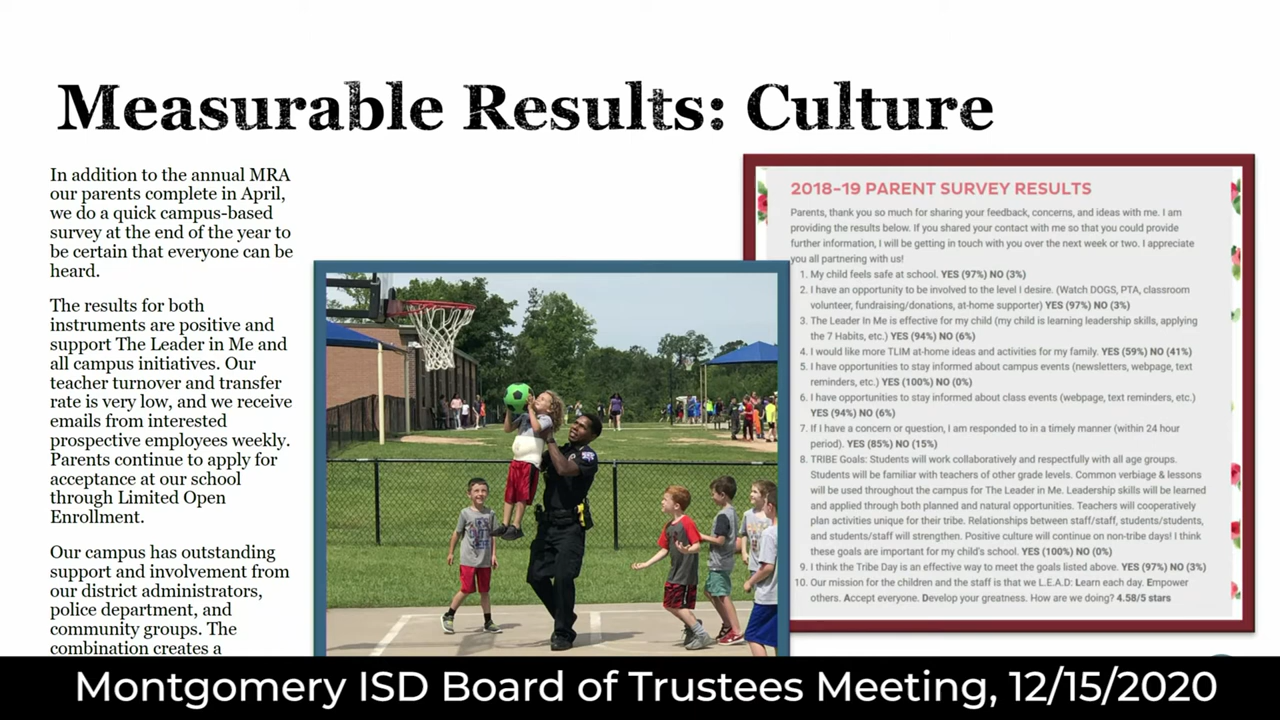 Measurable Results: Culture
In addition to the annual MRA
our parents complete in April,
we do a quick campus-based
survey at the end of the year to
be certain that everyone can be
heard.
The results for both
instruments are positive and
support The Leader in Me and
all campus initiatives. Our
teacher turnover and transfer
rate is very low, and we receive
emails from interested
prospective employees weekly.
Parents continue to apply for
acceptance at our school
through Limited Open
Enrollment.
Our campus has outstanding
support and involvement from
our district administrators,
police department, and
community groups. The
combination creates a
2018-19 PARENT SURVEY RESULTS
Parents, thank you so much for sharing your feedback, concerns, and ideas with me. I am
providing the results below. If you shared your contact with me so that you could provide
further information, I will be getting in touch with you over the next week or two. I appreciate
you all partnering with us!
1. My child feels safe at school. YES (97%) NO (3%)
2. I have an opportunity to be involved to the level I desire. (Watch DOGS, PTA, classroom
volunteer, fundraising/donations, at-home supporter) YES (97%) NO (3%)
3. The Leader In Me is effective for my child (my child is learning leadership skills, applying
the 7 Habits, etc.) YES (94%) NO (6%)
4. I would like more TLIM at-home ideas and activities for my family. YES (59%) NO (41%)
5. I have opportunities to stay informed about campus events (newsletters, webpage, text
reminders, etc.) YES (100%) NO (0%)
6. I have opportunities to stay informed about class events (webpage, text reminders, etc.)
YES (94%) NO (6%)
7. If I have a concern or question, I am responded to in a timely manner (within 24 hour
period). YES (85%) NO (15%)
8. TRIBE Goals: Students will work collaboratively and respectfully with all age groups.
Students will be familiar with teachers of other grade levels. Common verbiage & lessons
will be used throughout the campus for The Leader in Me. Leadership skills will be learned
and applied through both planned and natural opportunities. Teachers will cooperatively
plan activities unique for their tribe. Relationships between staff/staff, students/students,
and students/staff will strengthen. Positive culture will continue on non-tribe days! I think
these goals are important for my child's school. YES (100%) NO (0%)
9. I think the Tribe Day is an effective way to meet the goals listed above. YES (97%) NO (3%)
10. Our mission for the children and the staff is that we L.E.A.D: Learn each day. Empower
others. Accept everyone. Develop your greatness. How are we doing? 4.58/5 stars
Montgomery ISD Board of Trustees Meeting, 12/15/2020